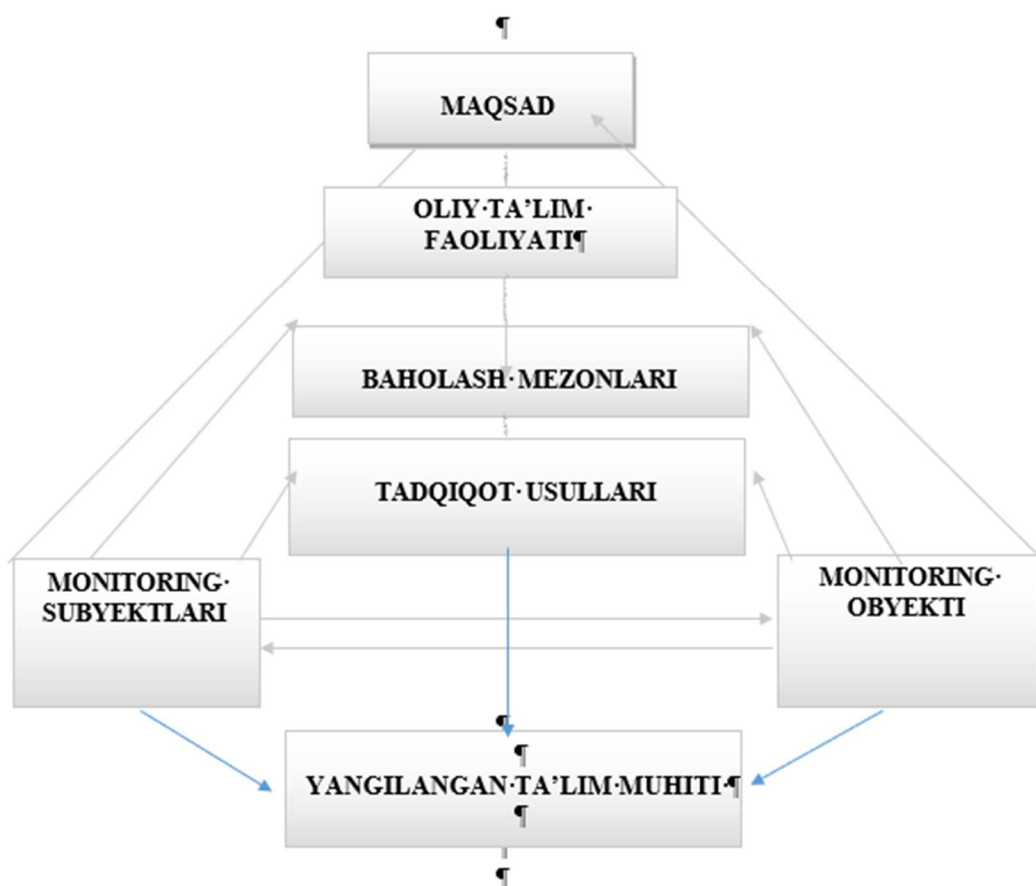 MAQSAD
OLIY TA’LIM
FAOLIYATI
BAHOLASH MEZONLARI
TADQIQOT USULLARI
MONITORING
SUBYEKTLARI
MONITORING
OBYEKTI
YANGILANGAN TA’LIM MUHITI